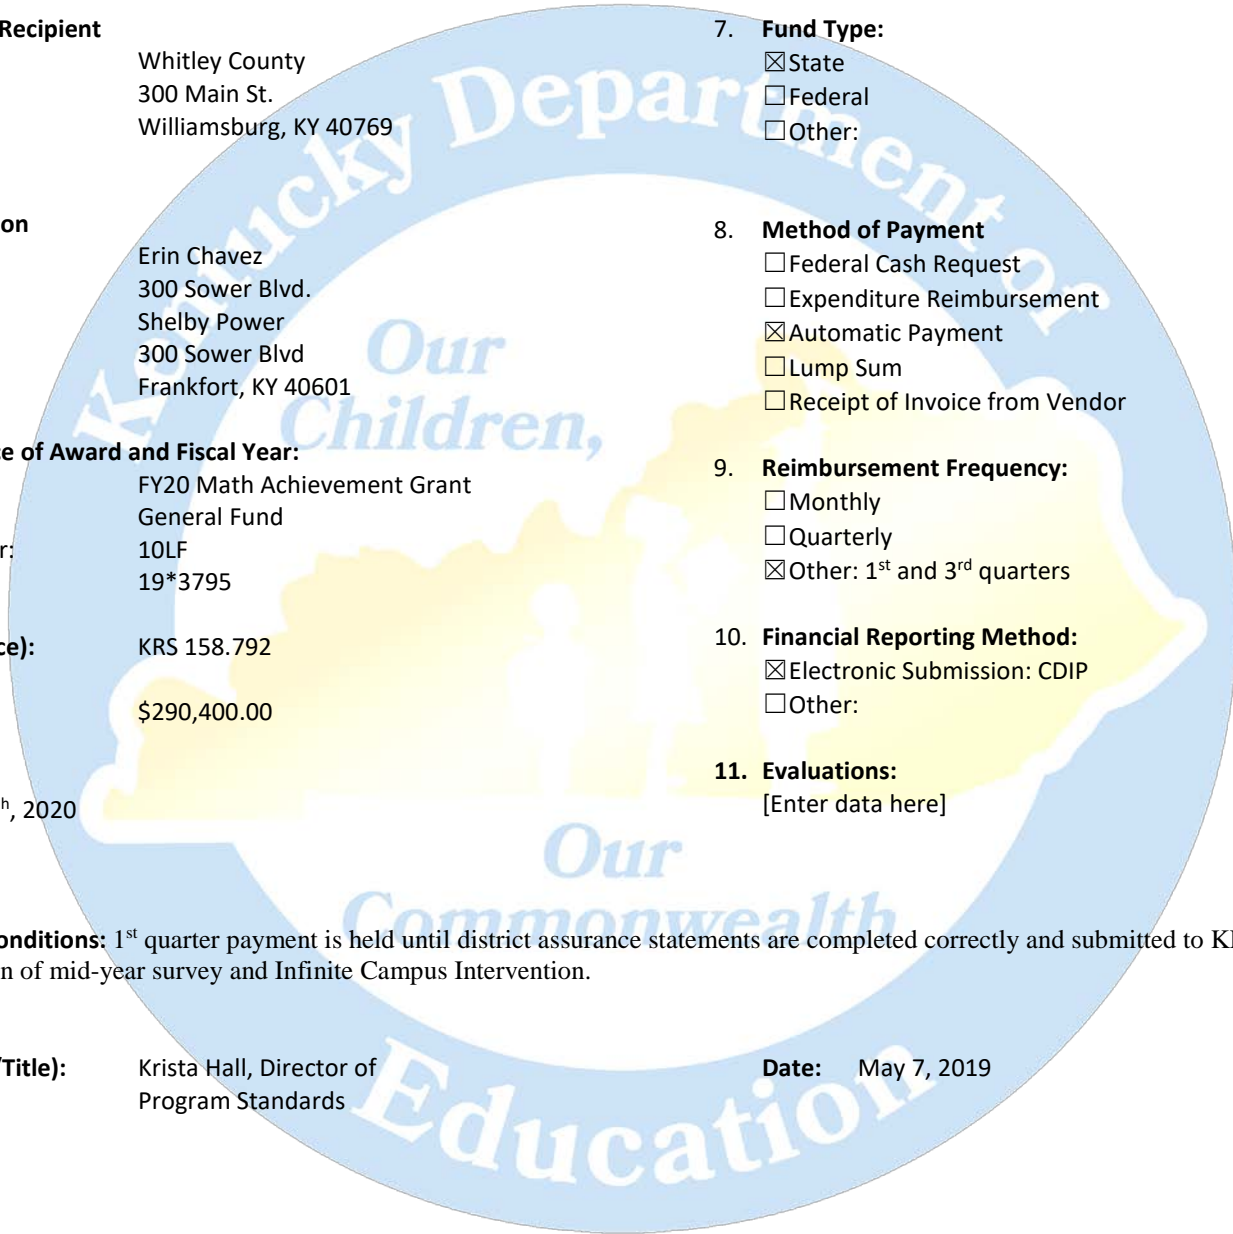 Recipient
Whitley County
300 Main St.
Williamsburg, KY 40769
on
Erin Chavez
300 Sower Blvd.
Shelby Power
300 Sower Blvd
Frankfort, KY 40601
e of Award and Fiscal Year:
FY20 Math Achievement Grant
General Fund
r: 10LF
19*3795
ce): KRS 158.792
$290,400.00
h, 2020
7. Fund Type:
☒State
☐Federal
☐Other:
8. Method of Payment
☐Federal Cash Request
☐Expenditure Reimbursement
☒Automatic Payment
☐Lump Sum
☐Receipt of Invoice from Vendor
9. Reimbursement Frequency:
☐Monthly
☐Quarterly
☒Other: 1st and 3rd quarters
10. Financial Reporting Method:
☒Electronic Submission: CDIP
☐Other:
11. Evaluations:
[Enter data here]
onditions: 1st quarter payment is held until district assurance statements are completed correctly and submitted to K
n of mid-year survey and Infinite Campus Intervention.
/Title): Krista Hall, Director of
Program Standards
Date: May 7, 2019
Kentucky Department of
Education
Our
Children,
Our
Commonwealth